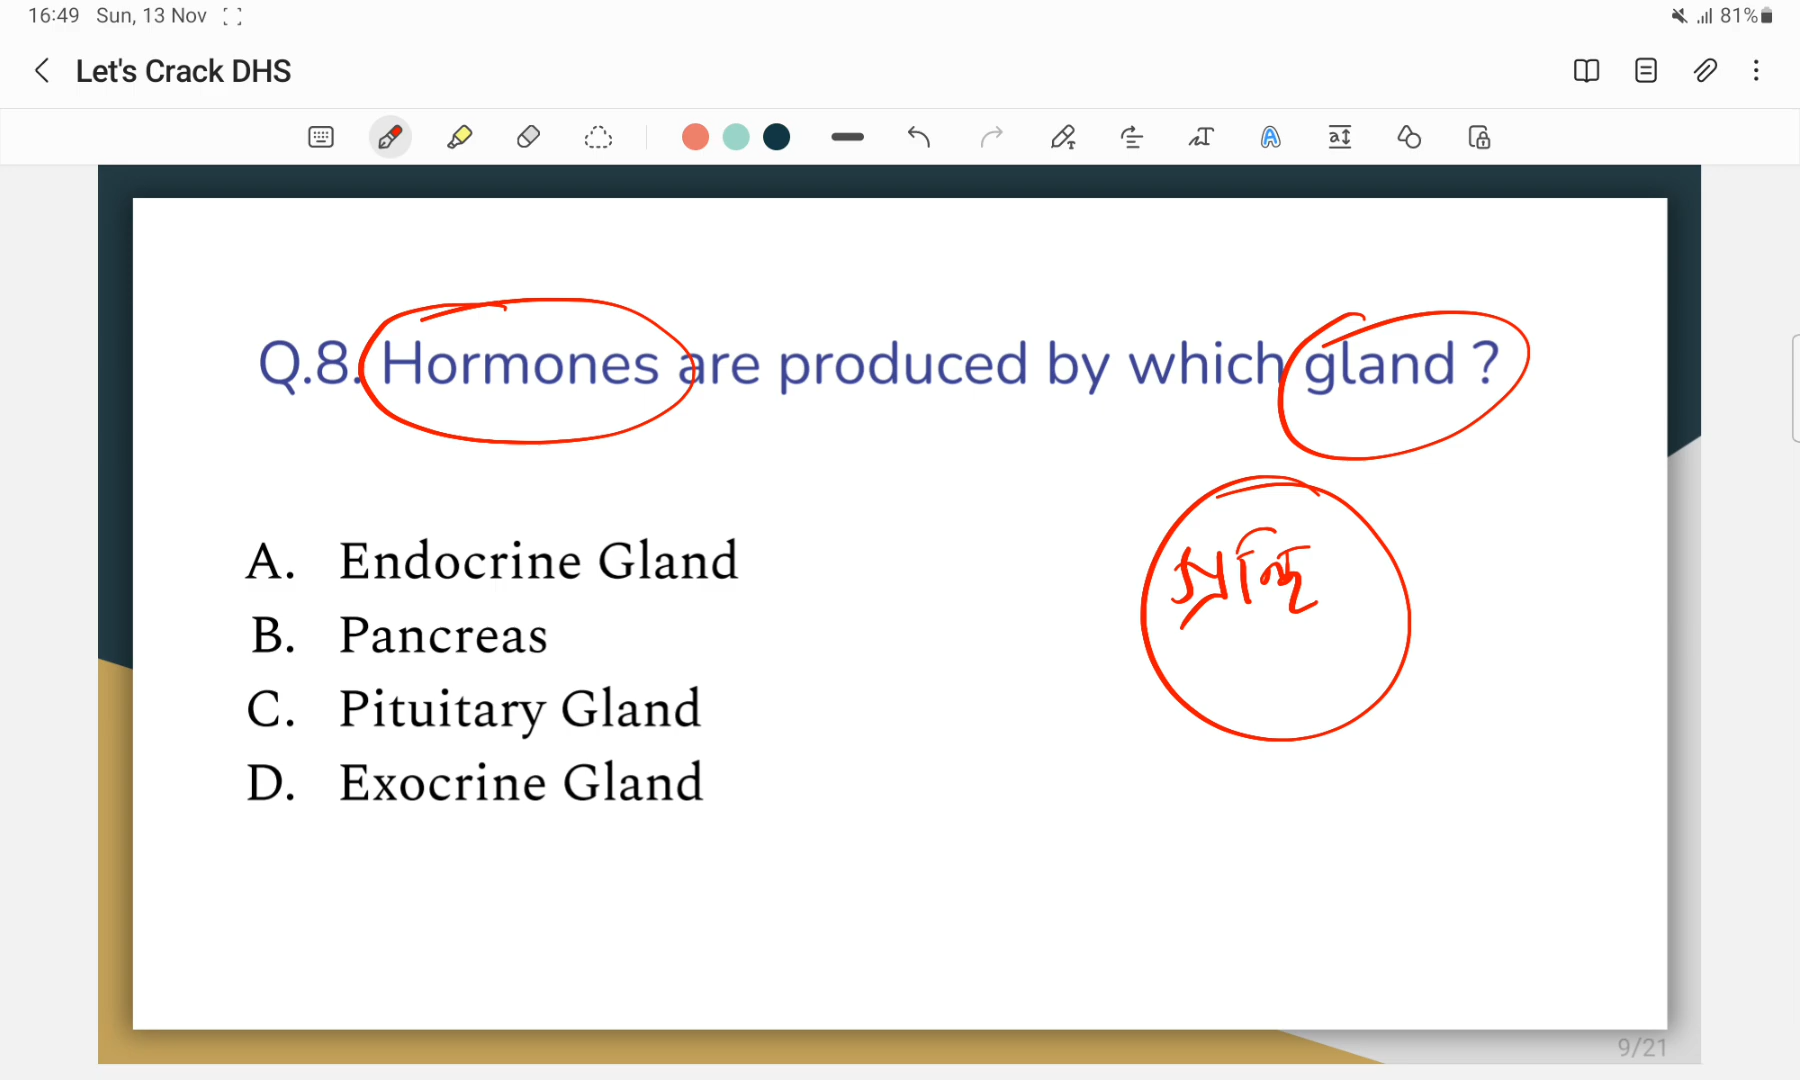 16:49 Sun, 13 Nov 81%
Let's Crack DHS
Q.8. Hormones are produced by which gland ?
A. Endocrine Gland
B. Pancreas
C. Pituitary Gland
D. Exocrine Gland
গ্ৰন্থি
9/21